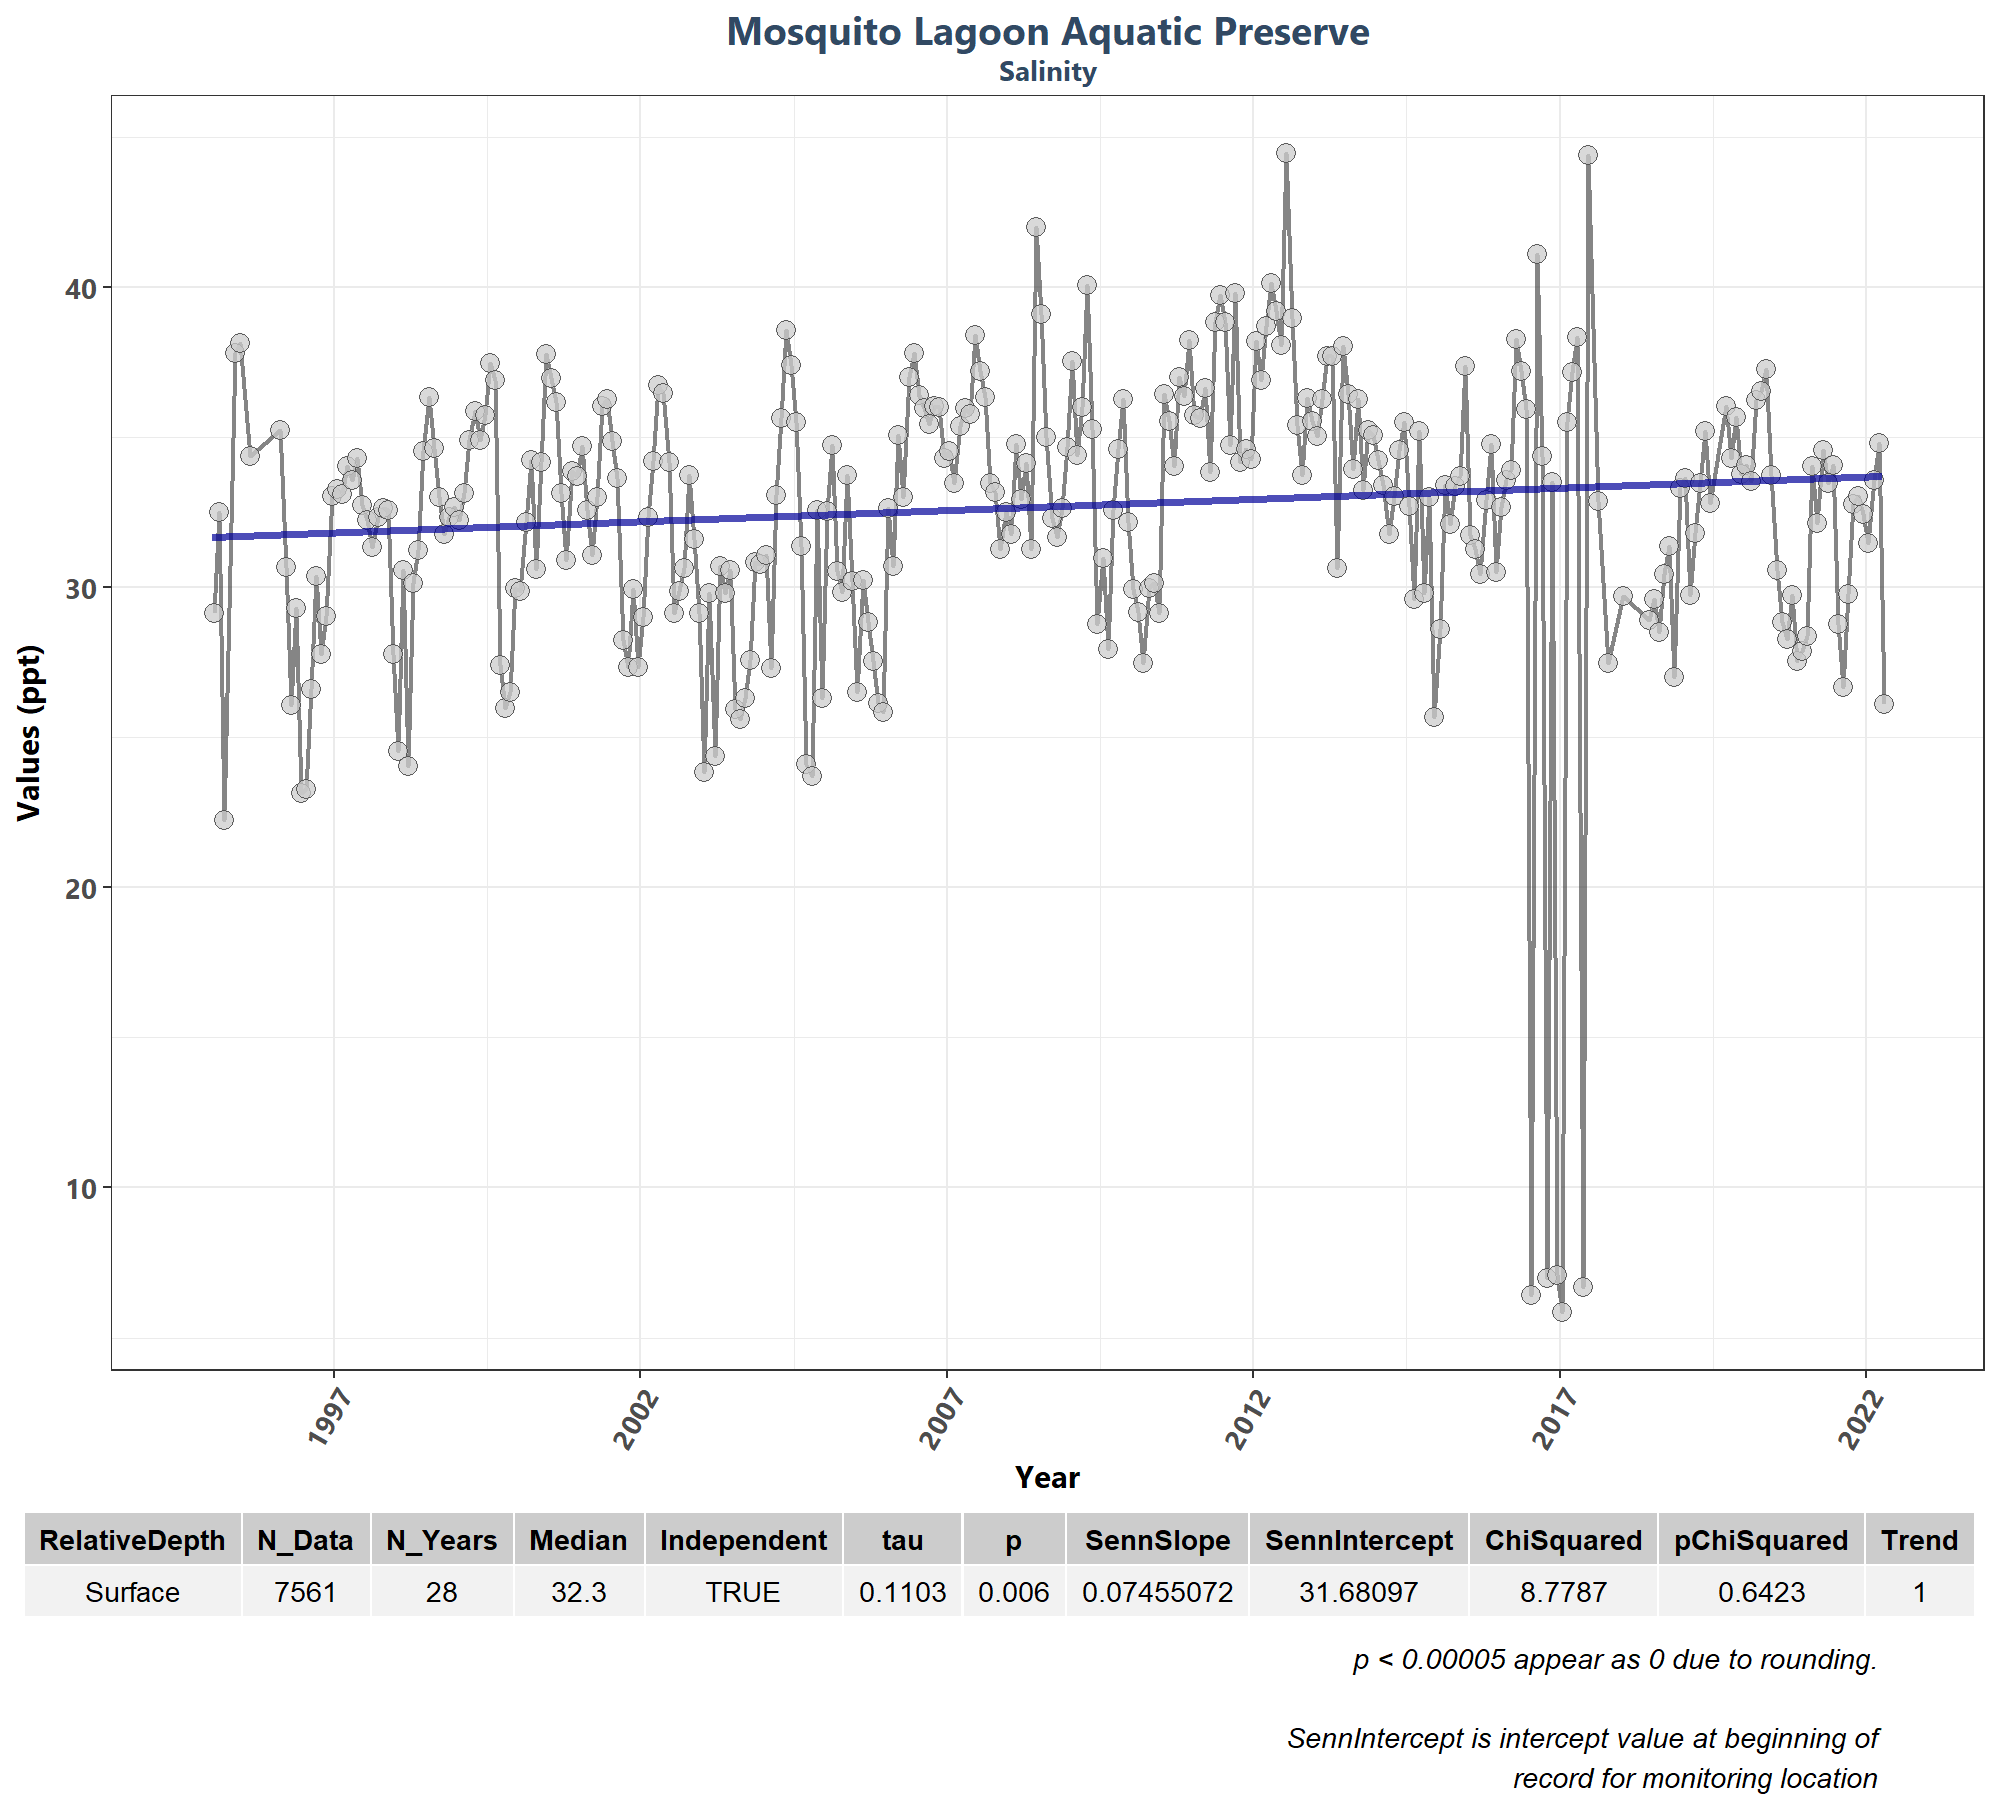 Mosquito Lagoon Aquatic Preserve
Salinity
Values (ppt)
40
30
20
10
1997 2002 2007 2012 2017 2022
Year
RelativeDepth N_Data N_Years Median Independent tau p SennSlope SennIntercept ChiSquared pChiSquared Trend
Surface 7561 28 32.3 TRUE 0.1103 0.006 0.07455072 31.68097 8.7787 0.6423 1
p < 0.00005 appear as 0 due to rounding.
SennIntercept is intercept value at beginning of
record for monitoring location